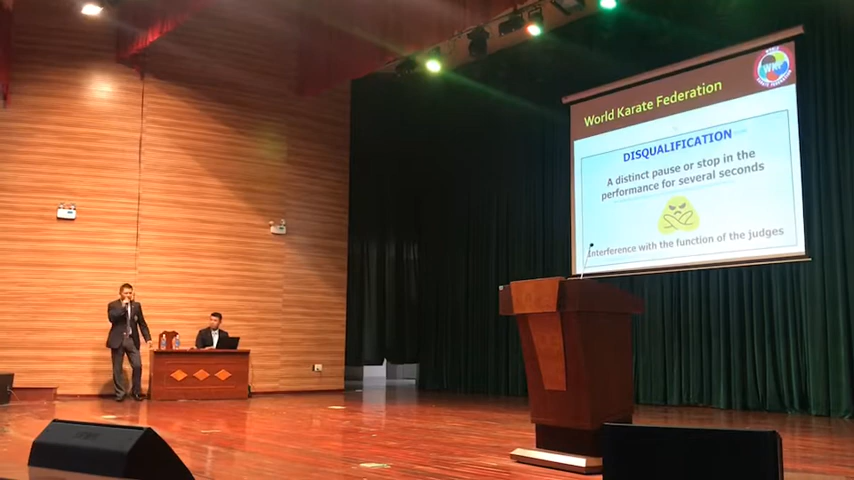 World Karate Federation
WKF
DISQUALIFICATION
A distinct pause or stop in the
performance for several seconds
Interference with the function of the judges